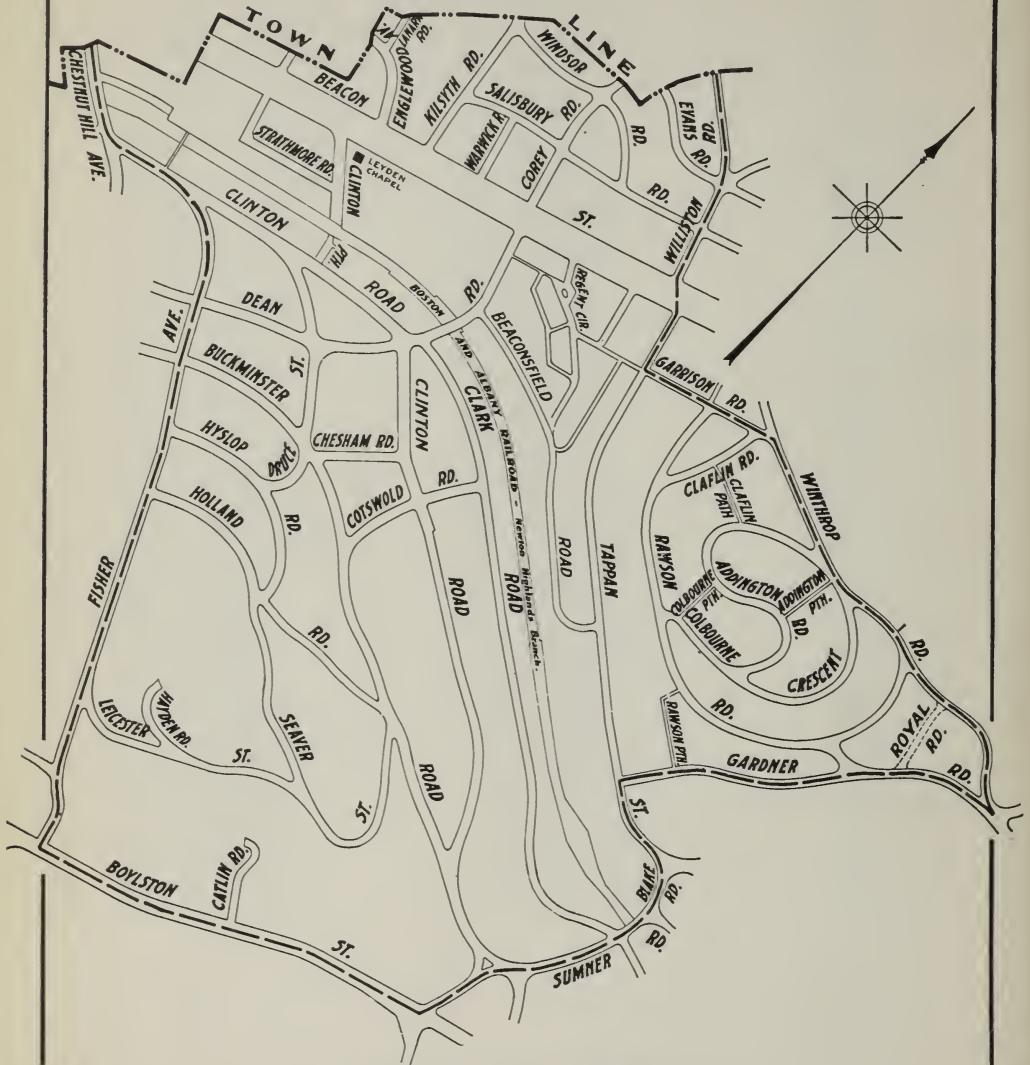 TOWN LINE
LANARK RD.
AV.
ENGLEWOOD
KILSYTH RD.
WINDSOR
RD.
BEACON
ST.
SALISBURY
RD.
EVANS RD.
RD.
CHESTNUT HILL AVE.
STRATHMORE RD.
LEYDEN
CHAPEL
CLINTON
PTH.
WARWICK R.
COREY
RD.
WILLISTON
CLINTON
ROAD
BOSTON AND ALBANY RAILROAD - Newton Highlands Branch.
RD.
REGENT CIR.
BEACONSFIELD
ROAD
DEAN
ST.
AVE.
BUCKMINSTER
RD.
GARRISON RD.
CLINTON
ROAD
CLARK
ROAD
HYSLOP
CHESHAM RD.
RD.
CLAFLIN RD.
CLAFLIN
PATH
WINTHROP
RD.
HOLLAND
RD.
COTSWOLD
TAPPAN
ST.
RAWSON
RD.
ADDINGTON
RD.
ADDINGTON
PTH.
COLBOURNE
PTH.
COLBOURNE
CRESCENT
FISHER
LEICESTER
ST.
HAYDEN RD.
SEAVER
ST.
ROAD
RAWSON PTH.
GARDNER
RD.
ROYAL
RD.
BLAKE
RD.
RD.
CATLIN RD.
BOYLSTON
ST.
SUMNER